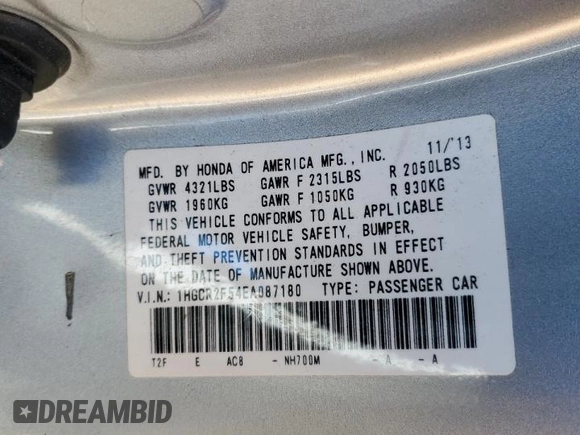 MFD. BY HONDA OF AMERICA MFG., INC. 11/'13
GVWR 4321LBS GAWR F 2315LBS R 2050LBS
GVWR 1960KG GAWR F 1050KG R 930KG
THIS VEHICLE CONFORMS TO ALL APPLICABLE
FEDERAL MOTOR VEHICLE SAFETY, BUMPER,
AND THEFT PREVENTION STANDARDS IN EFFECT
ON THE DATE OF MANUFACTURE SHOWN ABOVE.
V.I.N.: 1HGCR2F54EA087180 TYPE: PASSENGER CAR
T2F E AC8 - NH700M - A - A
DREAMBID